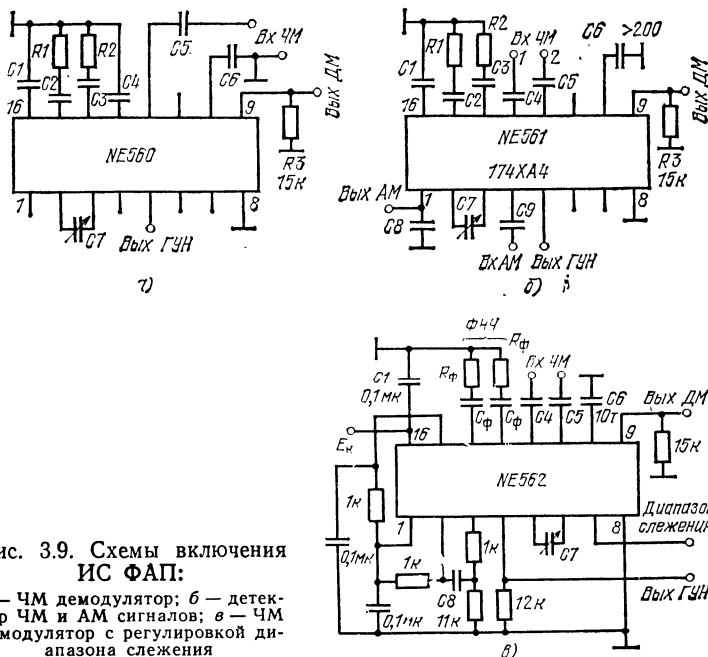 C1
R1
C2
R2
C3
C4
C5
C6
Вх ЧМ
Вых ДМ
16
9
NE560
R3
15к
1
8
C7
Вых ГУН
г)
C1
R1
C2
R2
C3
Вх ЧМ
1
2
C4
C5
C6
>200
Вых ДМ
16
9
NE561
174ХА4
R3
15к
Вых АМ
1
8
C8
C7
C9
Вх АМ
Вых ГУН
б)
ФНЧ
Rф
Rф
C1
0,1мк
Cф
Cф
Вх ЧМ
C4
C5
C6
10т
Вых ДМ
Eк
16
9
NE562
15к
1к
1
8
Диапазон
слежения
0,1мк
1к
C8
1к
C7
0,1мк
11к
12к
Вых ГУН
в)
ис. 3.9. Схемы включения
ИС ФАП:
— ЧМ демодулятор; б — детек-
р ЧМ и АМ сигналов; в — ЧМ
модулятор с регулировкой ди-
апазона слежения